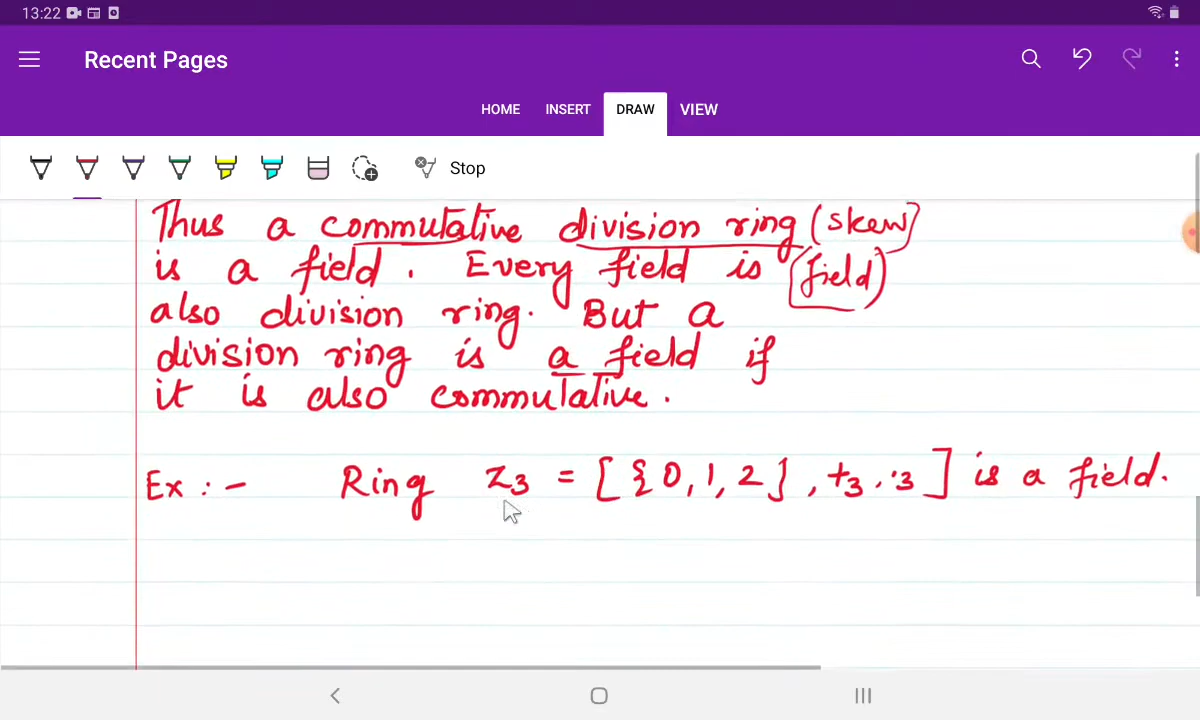 13:22
Recent Pages
HOME INSERT DRAW VIEW
Stop
Thus a commutative division ring (skew
is a field. Every field is (field)
also division ring. But a
division ring is a field if
it is also commutative.
Ex :- Ring Z3 = [{0,1,2}, +3 .3] is a field.